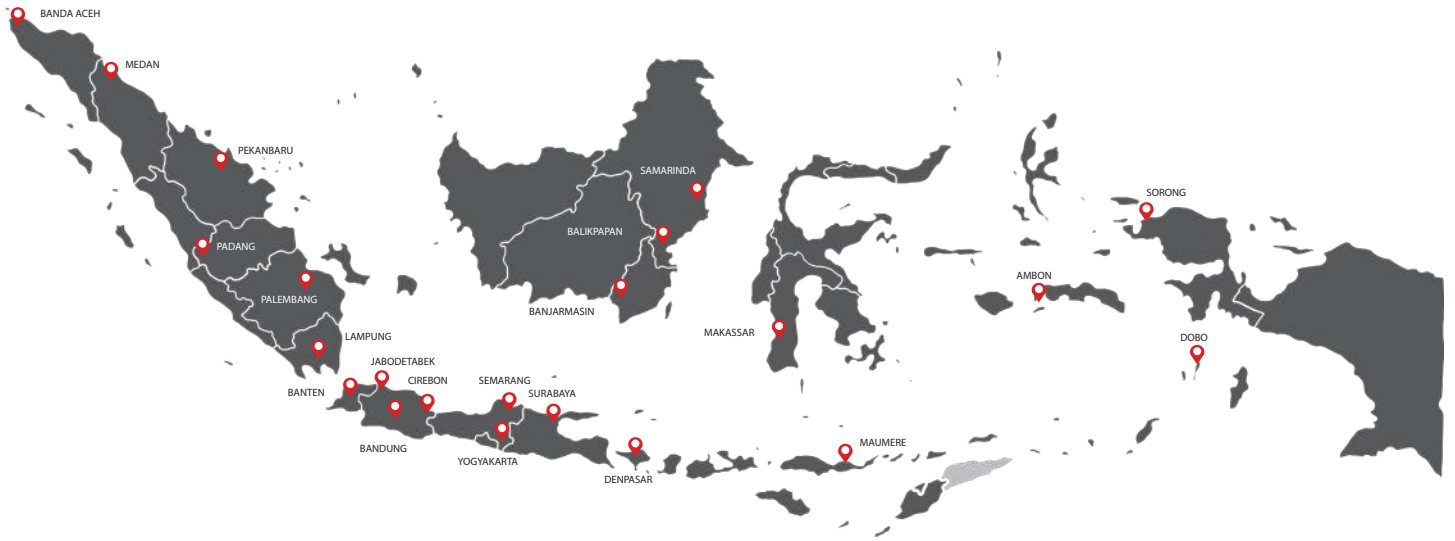 BANDA ACEH
MEDAN
PEKANBARU
SAMARINDA
SORONG
BALIKPAPAN
PADANG
AMBON
PALEMBANG
BANJARMASIN
MAKASSAR
LAMPUNG
DOBO
JABODETABEK
CIREBON
SEMARANG
BANTEN
SURABAYA
BANDUNG
MAUMERE
YOGYAKARTA
DENPASAR